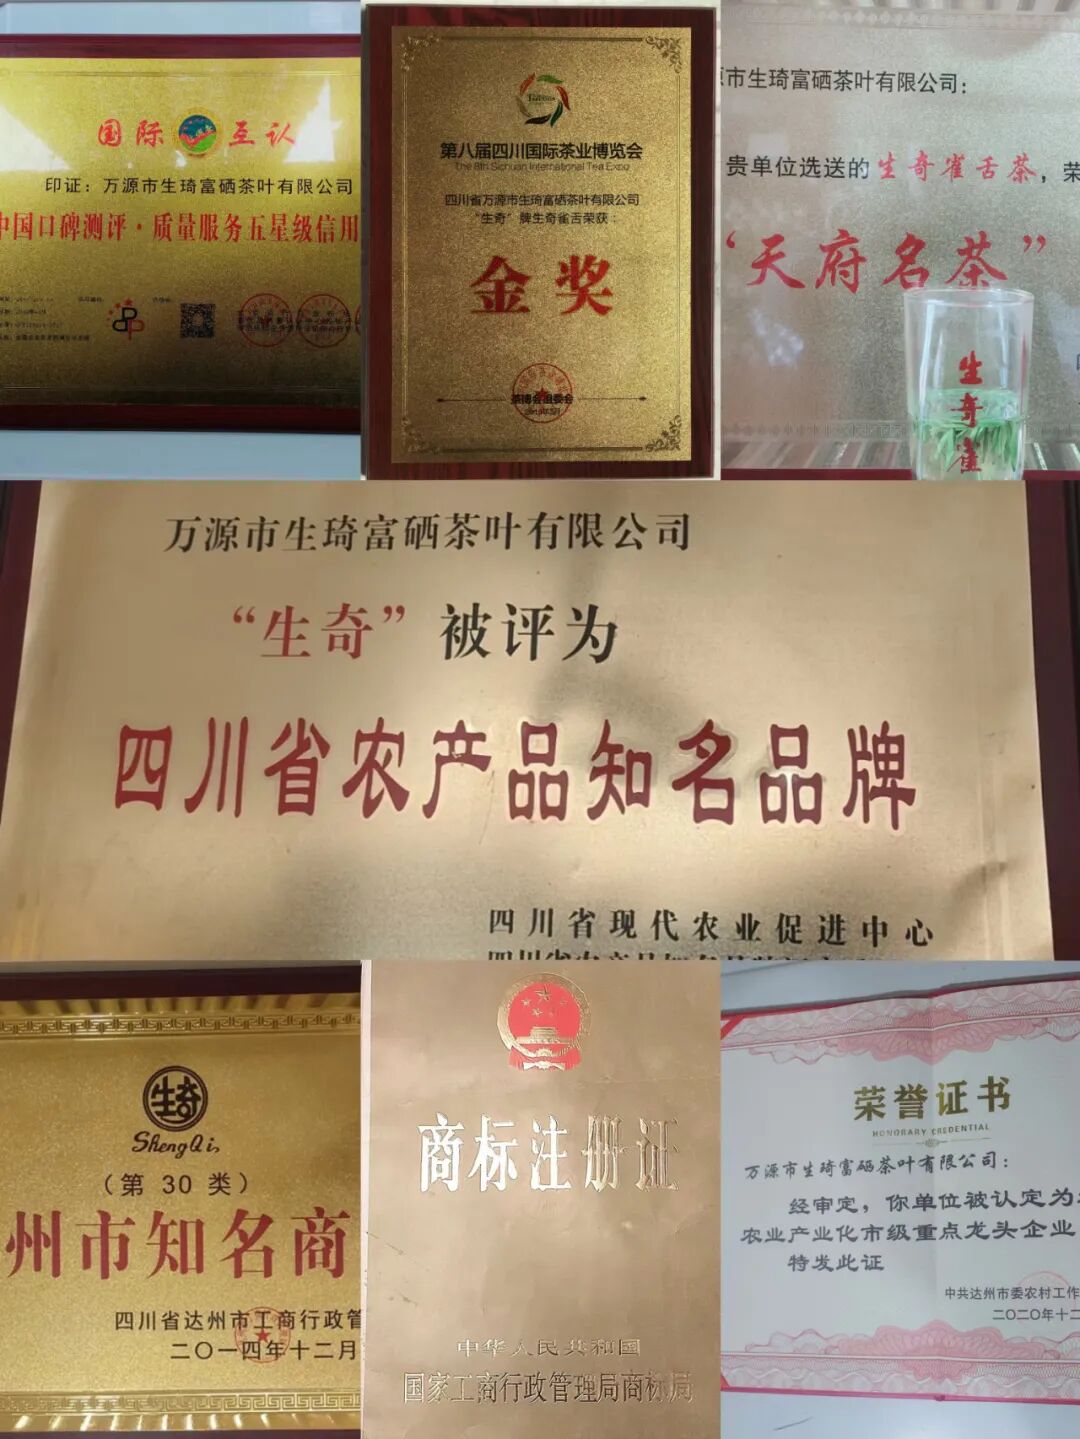 国际互认
印证：万源市生琦富硒茶叶有限公司
中国口碑测评·质量服务五星级信用
第八届四川国际茶业博览会
The 8th Sichuan International Tea Expo
四川省万源市生琦富硒茶叶有限公司
“生奇”牌生奇雀舌荣获：
金奖
茶博会组委会
源市生琦富硒茶叶有限公司：
贵单位选送的生奇雀舌茶，荣
“天府名茶”
生奇雀
万源市生琦富硒茶叶有限公司
“生奇”被评为
四川省农产品知名品牌
四川省现代农业促进中心
生奇
ShengQi
（第 30 类）
州市知名商
四川省达州市工商行政管
二〇一四年十二月
商标注册证
中华人民共和国
国家工商行政管理局商标局
荣誉证书
HONORARY CREDENTIAL
万源市生琦富硒茶叶有限公司：
经审定，你单位被认定为
农业产业化市级重点龙头企业
特发此证
中共达州市委农村工作
二〇二〇年十二